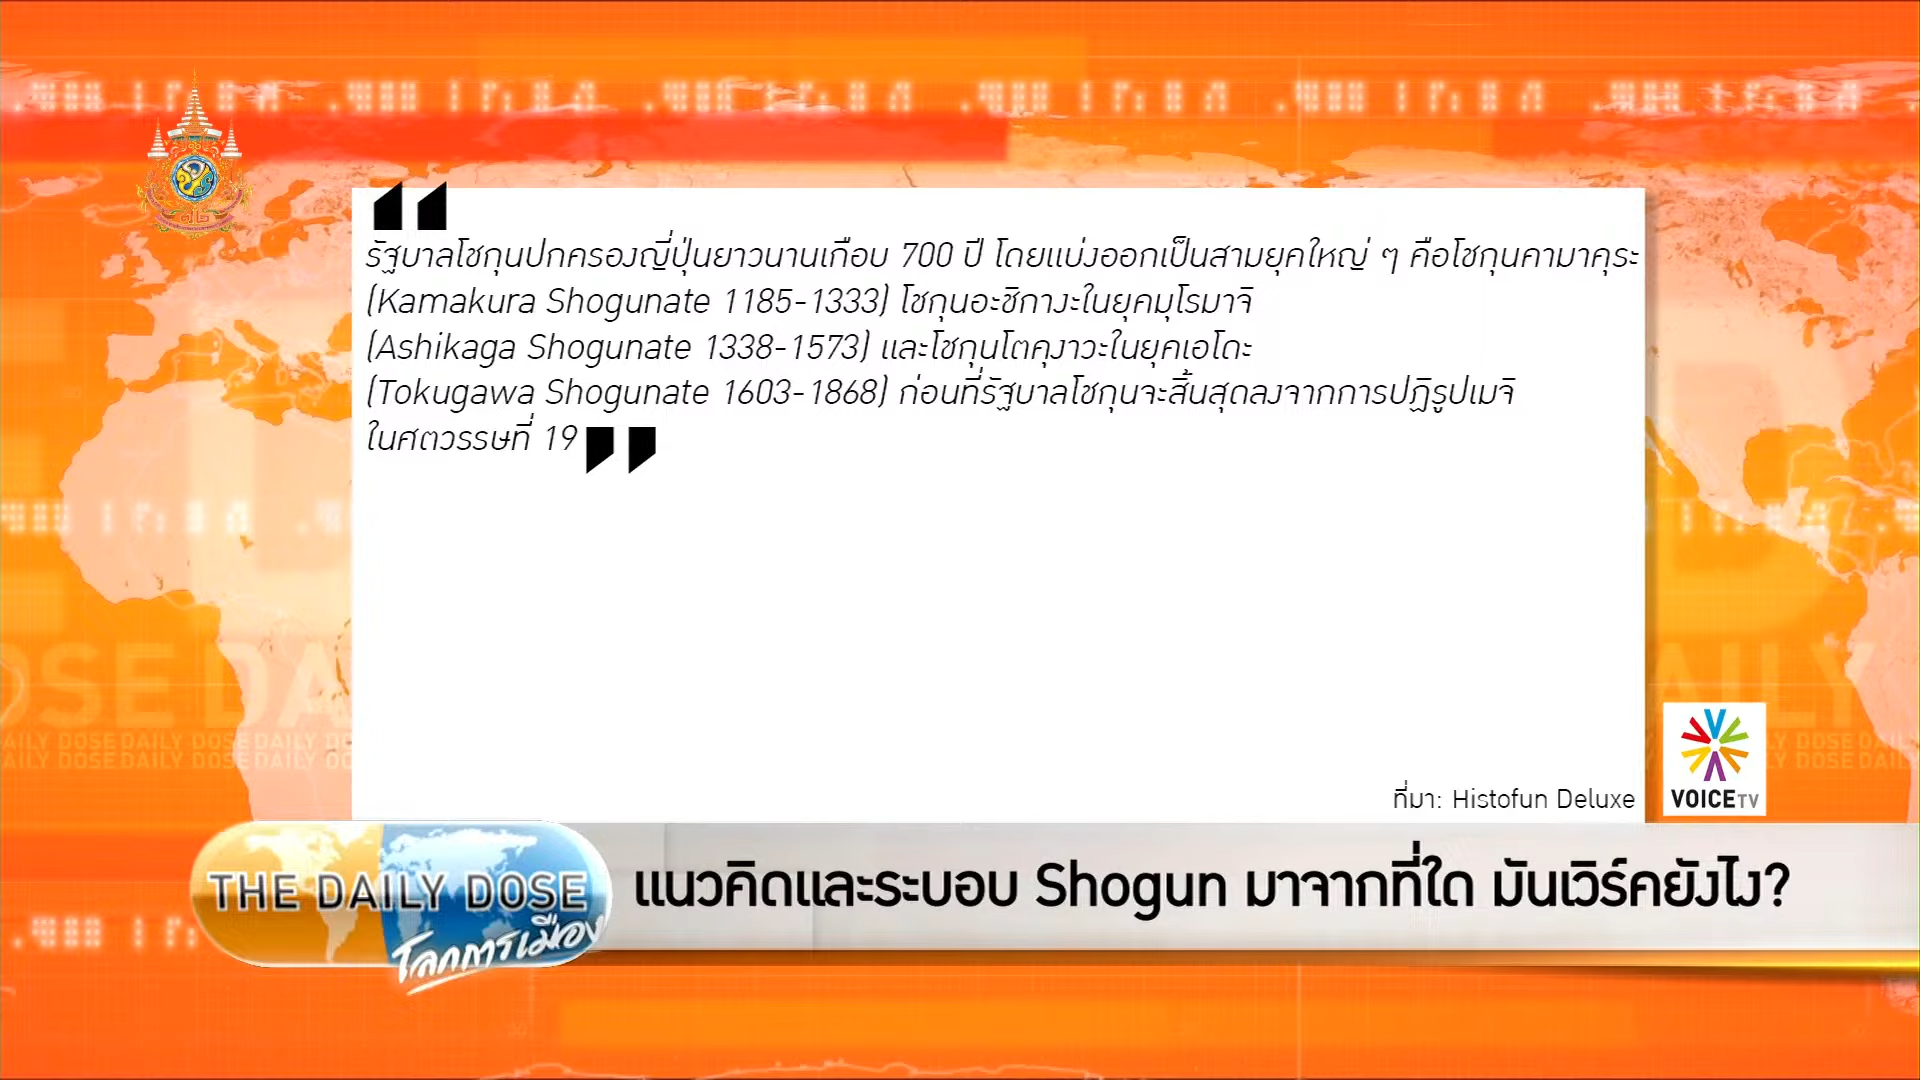 รัฐบาลโชกุนปกครองญี่ปุ่นยาวนานเกือบ 700 ปี โดยแบ่งออกเป็นสามยุคใหญ่ ๆ คือโชกุนคามาคุระ
(Kamakura Shogunate 1185-1333) โชกุนอะชิกางะในยุคมุโรมาจิ
(Ashikaga Shogunate 1338-1573) และโชกุนโตคุงาวะในยุคเอโดะ
(Tokugawa Shogunate 1603-1868) ก่อนที่รัฐบาลโชกุนจะสิ้นสุดลงจากการปฏิรูปเมจิ
ในศตวรรษที่ 19
ที่มา: Histofun Deluxe
VOICE TV
THE DAILY DOSE
โลกการเมือง
แนวคิดและระบอบ Shogun มาจากที่ใด มันเวิร์คยังไง?